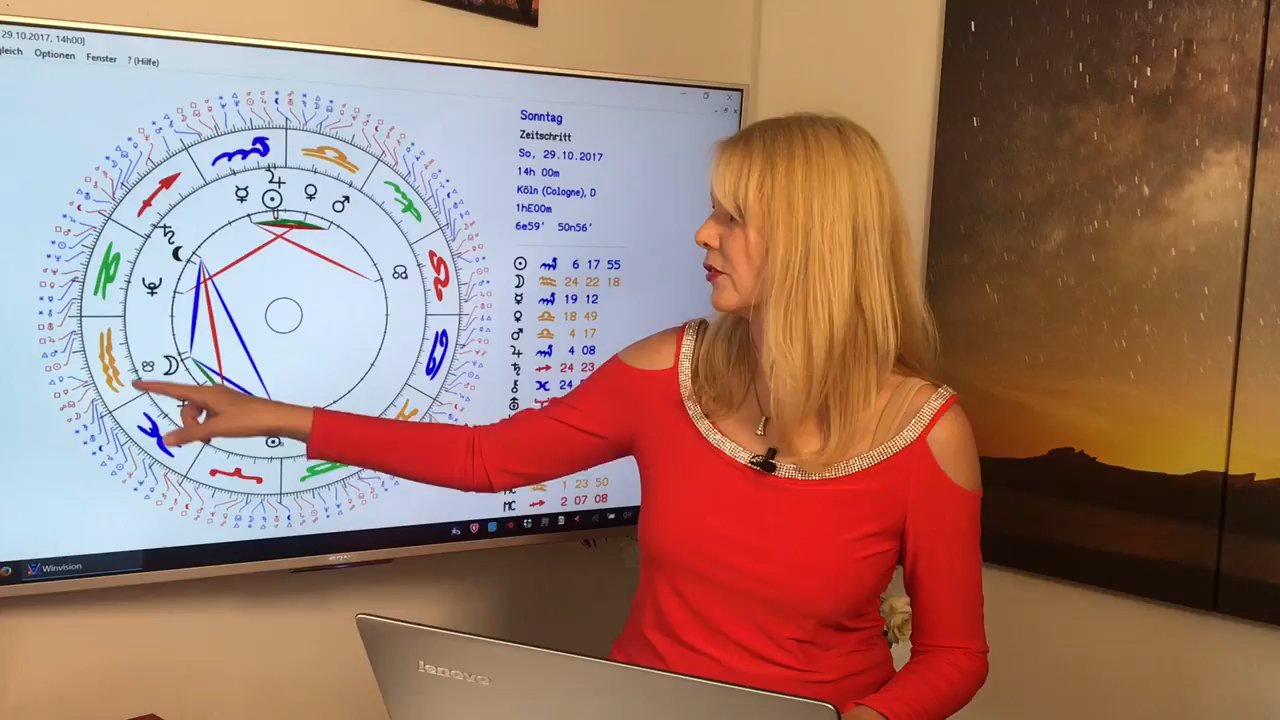 29.10.2017, 14h00]
gleich Optionen Fenster ? (Hilfe)
Sonntag
Zeitschritt
So, 29.10.2017
14h 00m
Köln (Cologne), D
1hE00m
6e59' 50n56'
6 17 55
24 22 18
19 12
18 49
4 17
4 08
24 23
24
1 23 50
MC 2 07 08
Winvision
lenovo